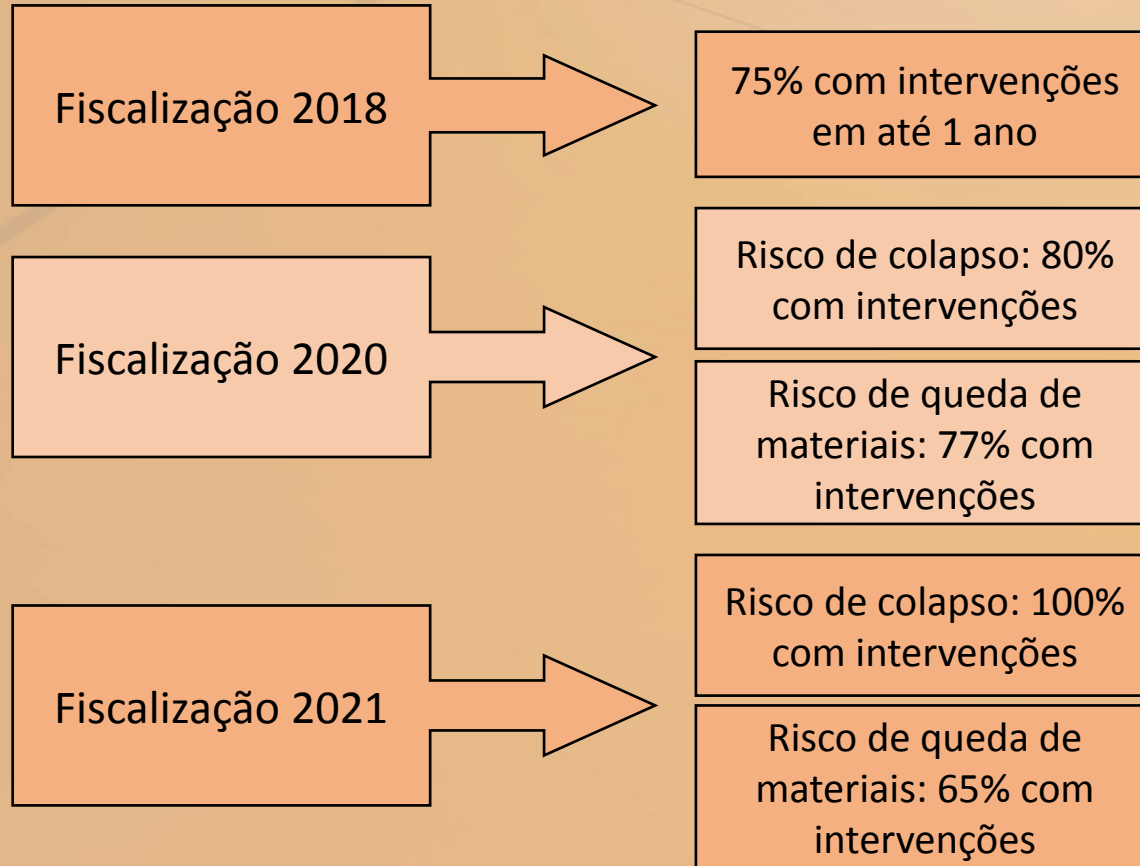 Fiscalização 2018
75% com intervenções
em até 1 ano
Fiscalização 2020
Risco de colapso: 80%
com intervenções
Risco de queda de
materiais: 77% com
intervenções
Fiscalização 2021
Risco de colapso: 100%
com intervenções
Risco de queda de
materiais: 65% com
intervenções